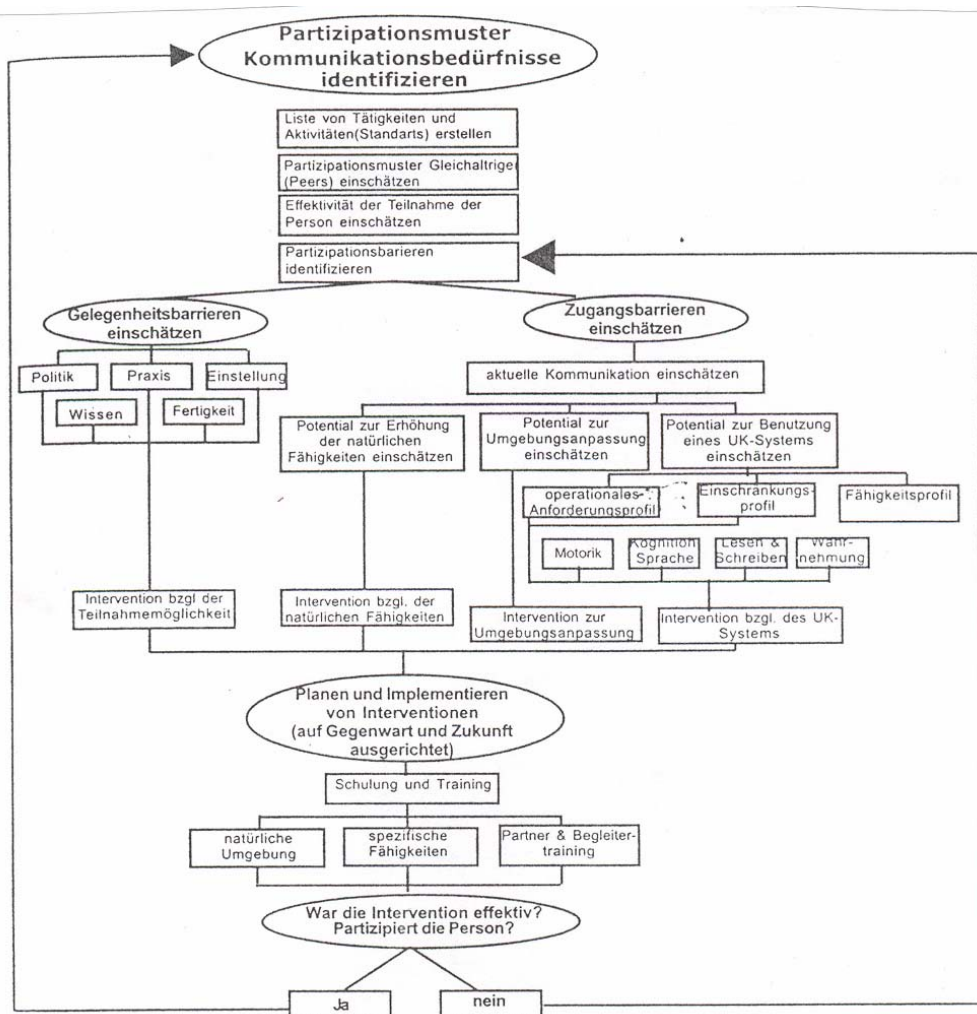 Partizipationsmuster
Kommunikationsbedürfnisse
identifizieren
Liste von Tätigkeiten und
Aktivitäten(Standarts) erstellen
Partizipationsmuster Gleichaltriger
(Peers) einschätzen
Effektivität der Teilnahme der
Person einschätzen
Partizipationsbarieren
identifizieren
Gelegenheitsbarrieren
einschätzen
Zugangsbarrieren
einschätzen
Politik
Praxis
Einstellung
Wissen
Fertigkeit
aktuelle Kommunikation einschätzen
Potential zur Erhöhung
der natürlichen
Fähigkeiten einschätzen
Potential zur
Umgebungsanpassung
einschätzen
Potential zur Benutzung
eines UK-Systems
einschätzen
operationales
Anforderungsprofil
Einschränkungs-
profil
Fähigkeitsprofil
Motorik
Kognition
Sprache
Lesen &
Schreiben
Wahr-
nehmung
Intervention bzgl der
Teilnahmemöglichkeit
Intervention bzgl. der
natürlichen Fähigkeiten
Intervention zur
Umgebungsanpassung
Intervention bzgl. des UK-
Systems
Planen und Implementieren
von Interventionen
(auf Gegenwart und Zukunft
ausgerichtet)
Schulung und Training
natürliche
Umgebung
spezifische
Fähigkeiten
Partner & Begleiter-
training
War die Intervention effektiv?
Partizipiert die Person?
Ja
nein